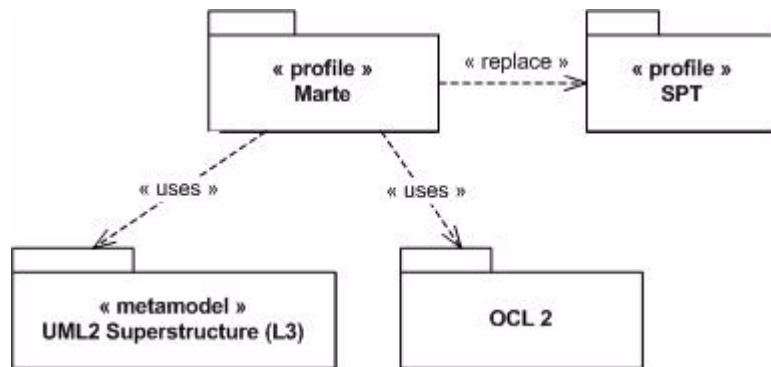 « profile »
Marte
« replace »
« profile »
SPT
« uses »
« uses »
« metamodel »
UML2 Superstructure (L3)
OCL 2